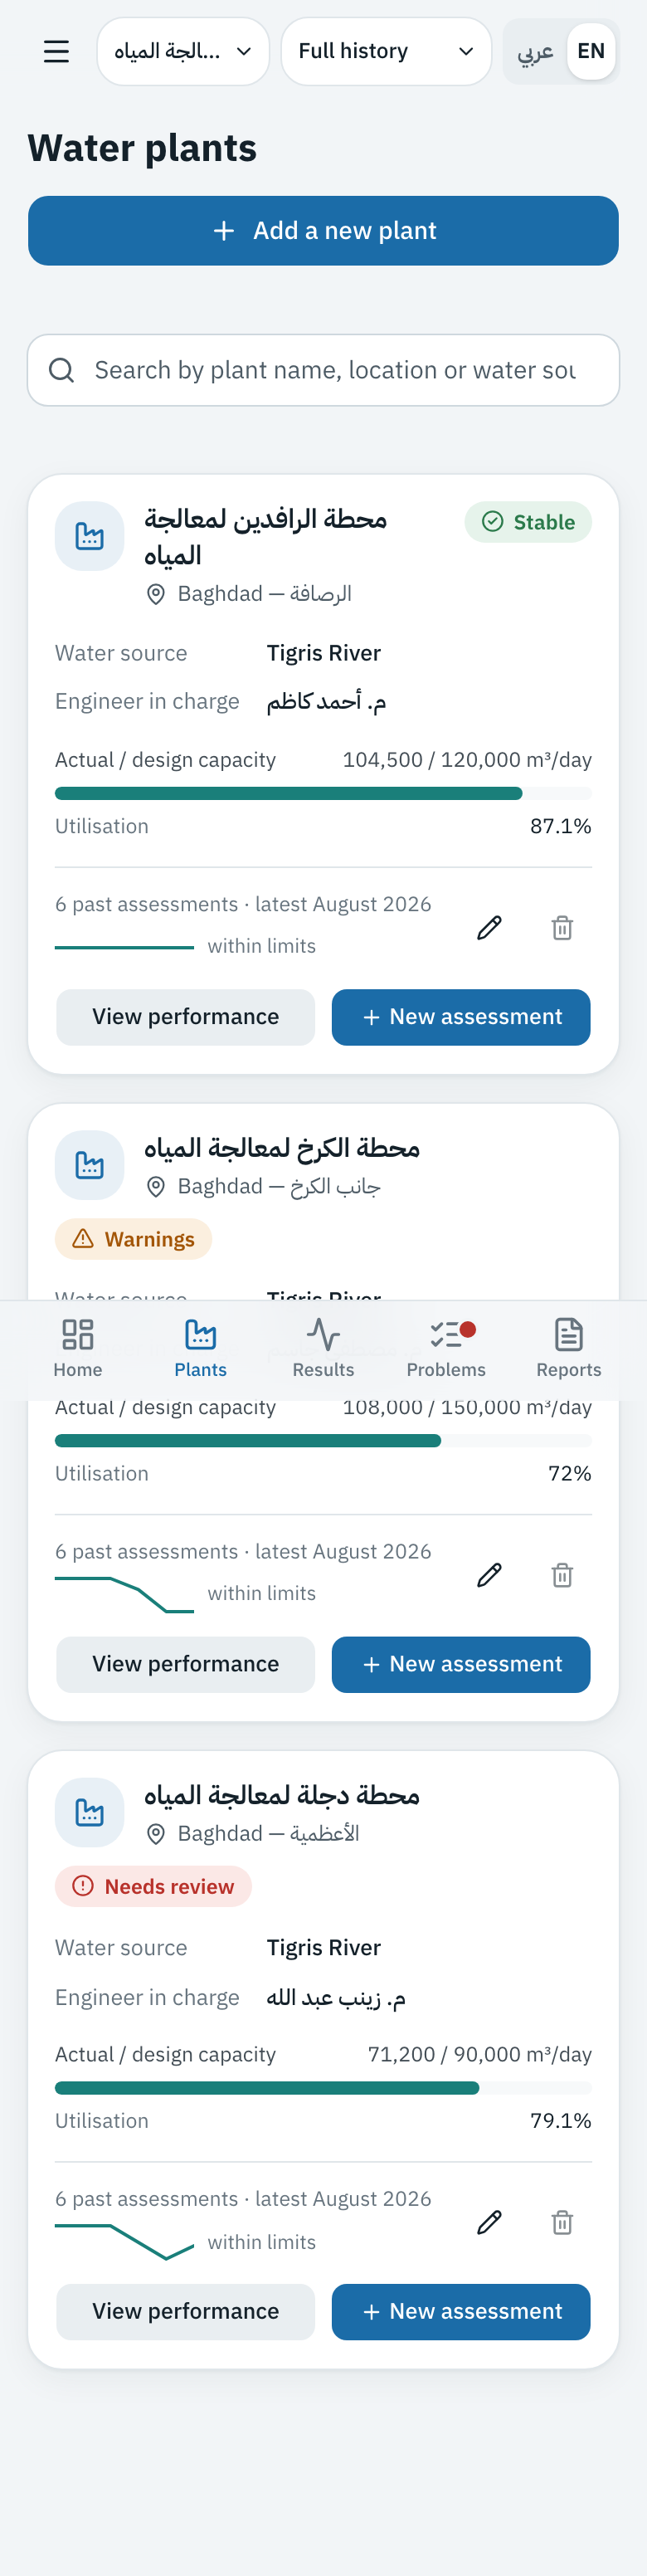 ...الجة المياه
Full history
عربي
EN
Water plants
Add a new plant
Search by plant name, location or water sou
محطة الرافدين لمعالجة
المياه
Stable
Baghdad — الرصافة
Water source Tigris River
Engineer in charge م. أحمد كاظم
Actual / design capacity 104,500 / 120,000 m³/day
Utilisation 87.1%
6 past assessments · latest August 2026
within limits
View performance
+ New assessment
محطة الكرخ لمعالجة المياه
Baghdad — جانب الكرخ
Warnings
Water source Tigris River
Home
Plants
Results
Problems
Reports
Actual / design capacity 108,000 / 150,000 m³/day
Utilisation 72%
6 past assessments · latest August 2026
within limits
View performance
+ New assessment
محطة دجلة لمعالجة المياه
Baghdad — الأعظمية
Needs review
Water source Tigris River
Engineer in charge م. زينب عبد الله
Actual / design capacity 71,200 / 90,000 m³/day
Utilisation 79.1%
6 past assessments · latest August 2026
within limits
View performance
+ New assessment